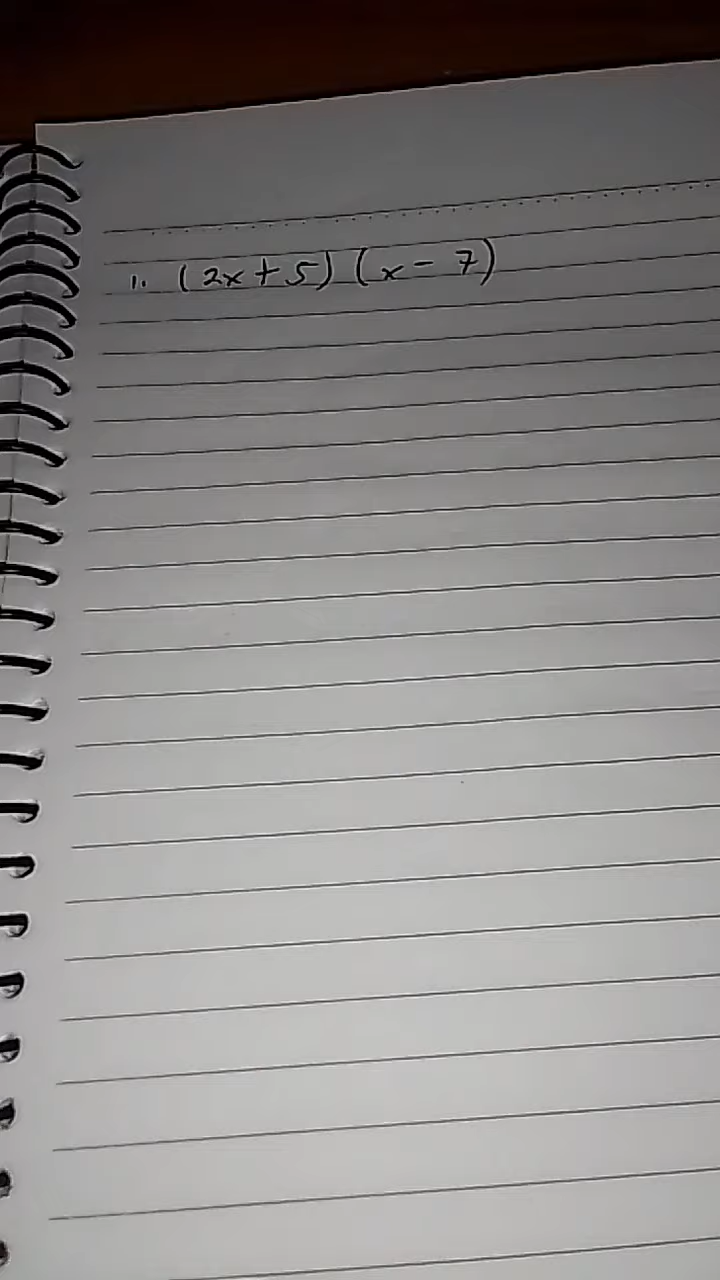 1. (2x + 5) (x - 7)